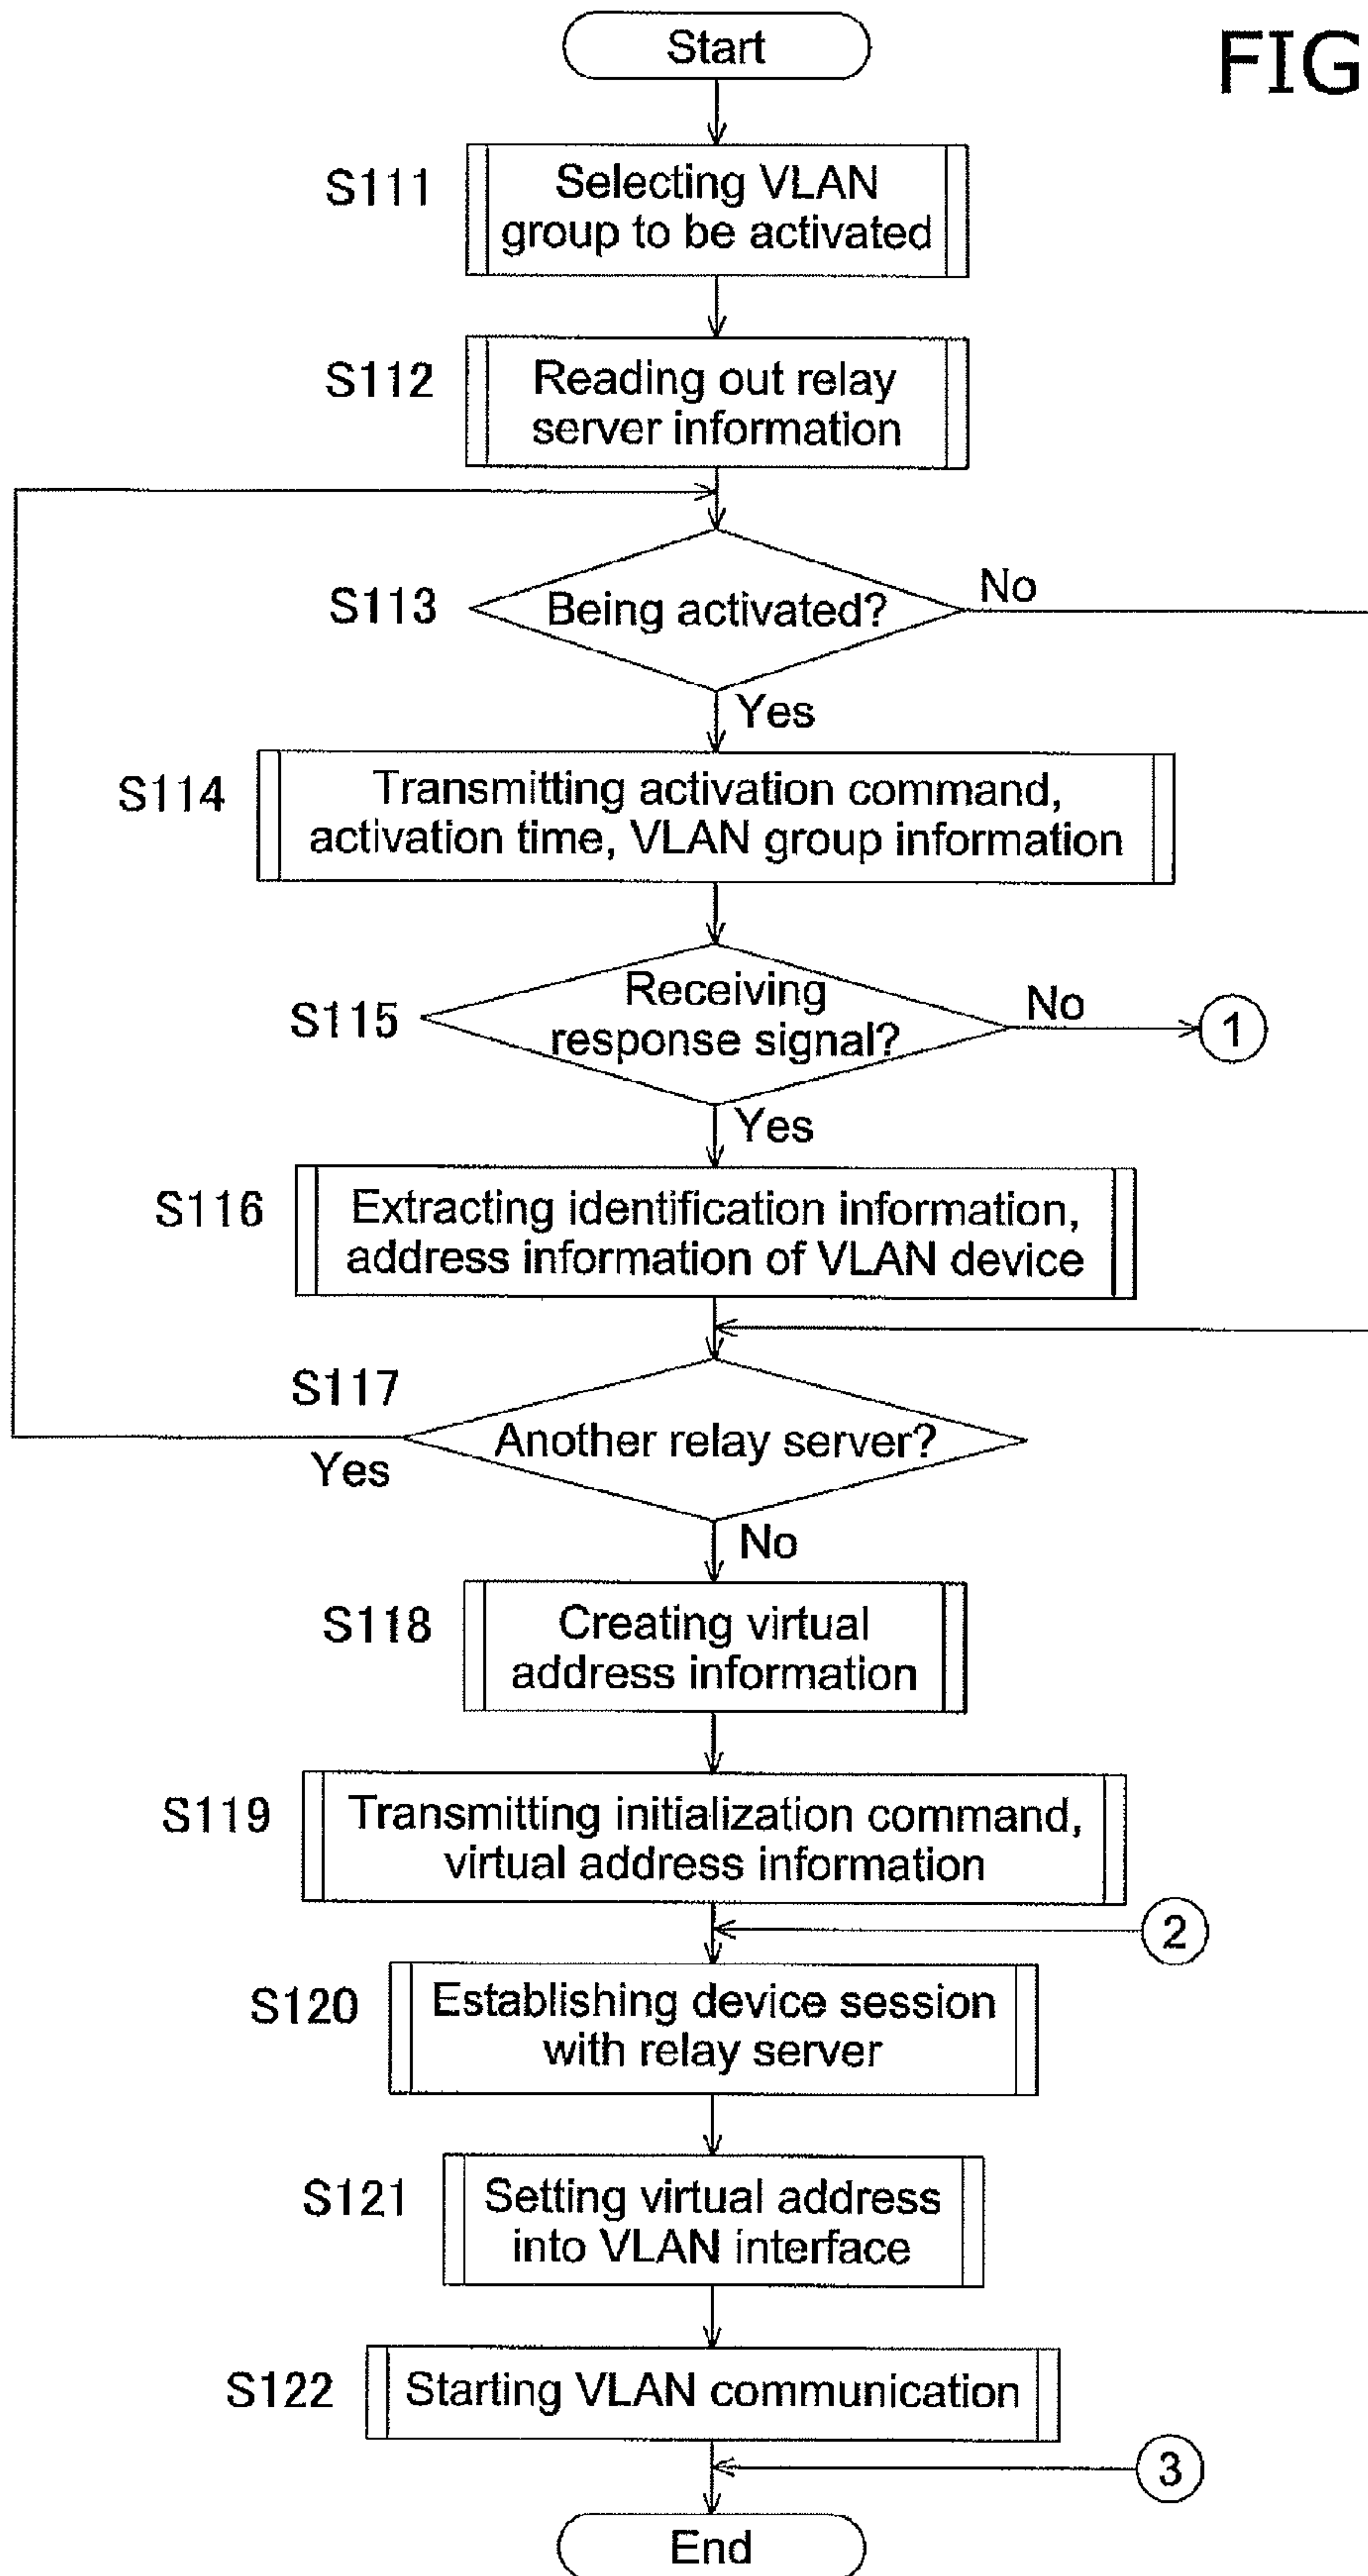 FIG
Start
S111
Selecting VLAN
group to be activated
S112
Reading out relay
server information
S113
Being activated?
No
Yes
S114
Transmitting activation command,
activation time, VLAN group information
S115
Receiving
response signal?
No
1
Yes
S116
Extracting identification information,
address information of VLAN device
S117
Another relay server?
Yes
No
S118
Creating virtual
address information
S119
Transmitting initialization command,
virtual address information
2
S120
Establishing device session
with relay server
S121
Setting virtual address
into VLAN interface
S122
Starting VLAN communication
3
End